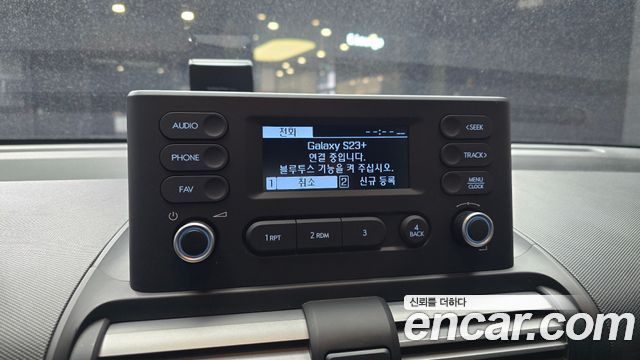 AUDIO
PHONE
FAV
전화
--:-- --
Galaxy S23+
연결 중입니다.
블루투스 기능을 켜 주십시오.
1 취소 2 신규 등록
<SEEK
TRACK>
MENU
CLOCK
1 RPT
2 RDM
3
4
BACK
신뢰를 더하다
encar.com